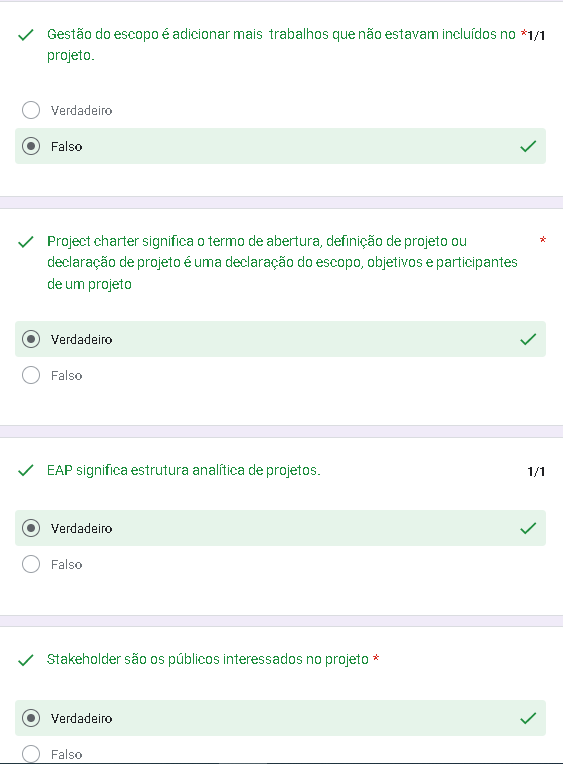 Gestão do escopo é adicionar mais trabalhos que não estavam incluídos no *1/1
projeto.
Verdadeiro
Falso
Project charter significa o termo de abertura, definição de projeto ou *
declaração de projeto é uma declaração do escopo, objetivos e participantes
de um projeto
Verdadeiro
Falso
EAP significa estrutura analítica de projetos. 1/1
Verdadeiro
Falso
Stakeholder são os públicos interessados no projeto *
Verdadeiro
Falso